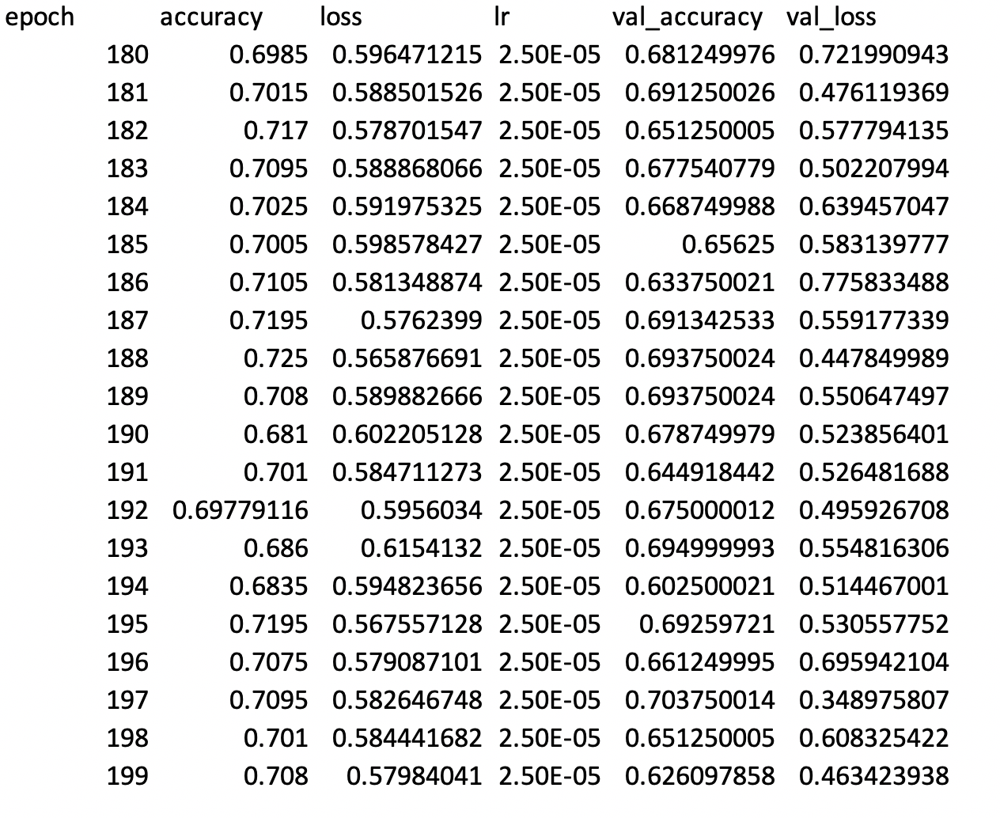 epoch accuracy loss lr val_accuracy val_loss
180 0.6985 0.596471215 2.50E-05 0.681249976 0.721990943
181 0.7015 0.588501526 2.50E-05 0.691250026 0.476119369
182 0.717 0.578701547 2.50E-05 0.651250005 0.577794135
183 0.7095 0.588868066 2.50E-05 0.677540779 0.502207994
184 0.7025 0.591975325 2.50E-05 0.668749988 0.639457047
185 0.7005 0.598578427 2.50E-05 0.65625 0.583139777
186 0.7105 0.581348874 2.50E-05 0.633750021 0.775833488
187 0.7195 0.5762399 2.50E-05 0.691342533 0.559177339
188 0.725 0.565876691 2.50E-05 0.693750024 0.447849989
189 0.708 0.589882666 2.50E-05 0.693750024 0.550647497
190 0.681 0.602205128 2.50E-05 0.678749979 0.523856401
191 0.701 0.584711273 2.50E-05 0.644918442 0.526481688
192 0.69779116 0.5956034 2.50E-05 0.675000012 0.495926708
193 0.686 0.6154132 2.50E-05 0.694999993 0.554816306
194 0.6835 0.594823656 2.50E-05 0.602500021 0.514467001
195 0.7195 0.567557128 2.50E-05 0.69259721 0.530557752
196 0.7075 0.579087101 2.50E-05 0.661249995 0.695942104
197 0.7095 0.582646748 2.50E-05 0.703750014 0.348975807
198 0.701 0.584441682 2.50E-05 0.651250005 0.608325422
199 0.708 0.57984041 2.50E-05 0.626097858 0.463423938